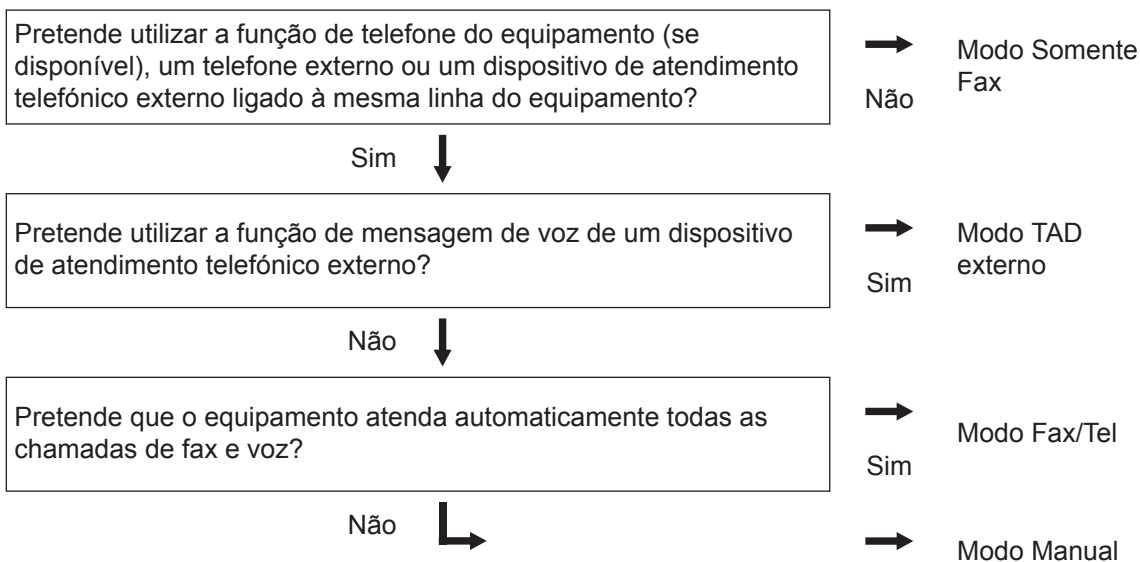 Pretende utilizar a função de telefone do equipamento (se
disponível), um telefone externo ou um dispositivo de atendimento
telefónico externo ligado à mesma linha do equipamento?
Não
Modo Somente
Fax
Sim
Pretende utilizar a função de mensagem de voz de um dispositivo
de atendimento telefónico externo?
Sim
Modo TAD
externo
Não
Pretende que o equipamento atenda automaticamente todas as
chamadas de fax e voz?
Sim
Modo Fax/Tel
Não
Modo Manual